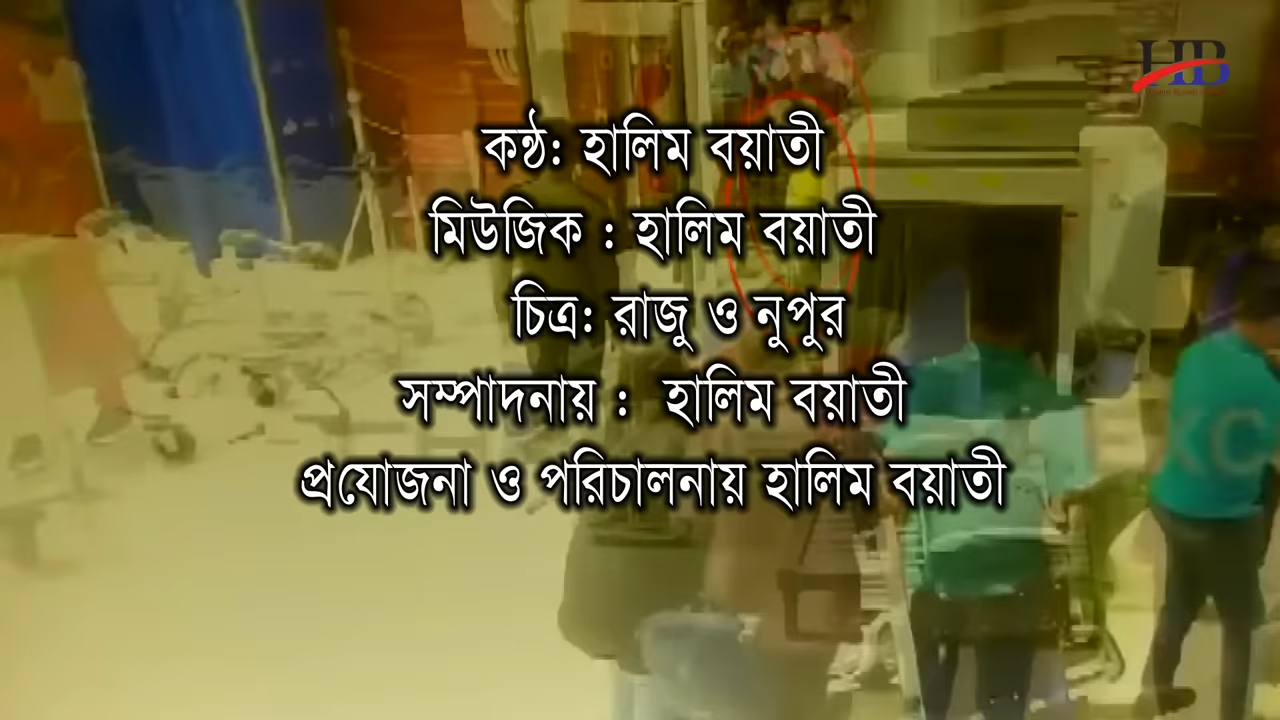 HB
কন্ঠ: হালিম বয়াতী
মিউজিক : হালিম বয়াতী
চিত্র: রাজু ও নুপুর
সম্পাদনায় : হালিম বয়াতী
প্রযোজনা ও পরিচালনায় হালিম বয়াতী